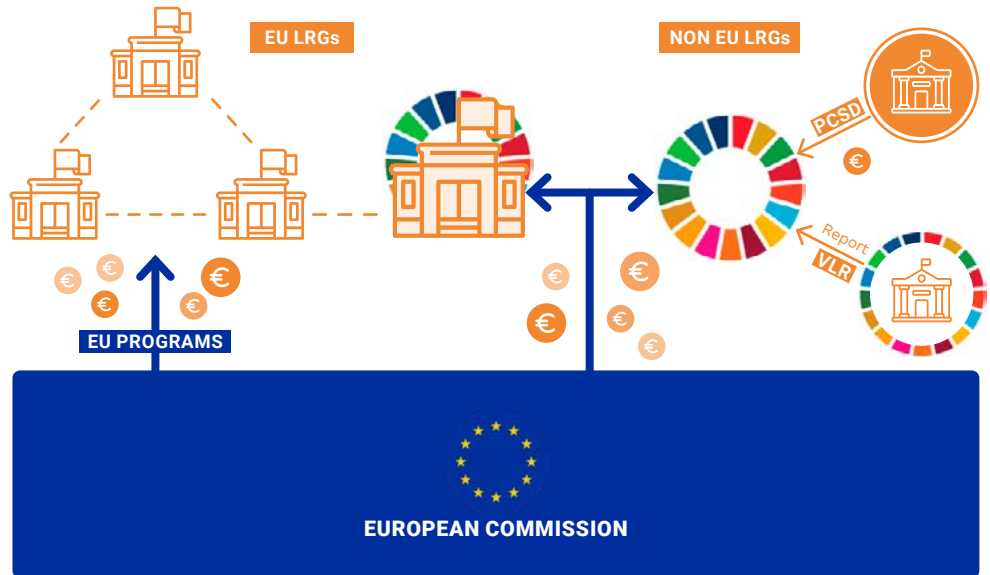 EU LRGs
NON EU LRGs
PCSD
€
Report
VLR
€
€
€
€
€
€
€
€
€
€
EU PROGRAMS
EUROPEAN COMMISSION